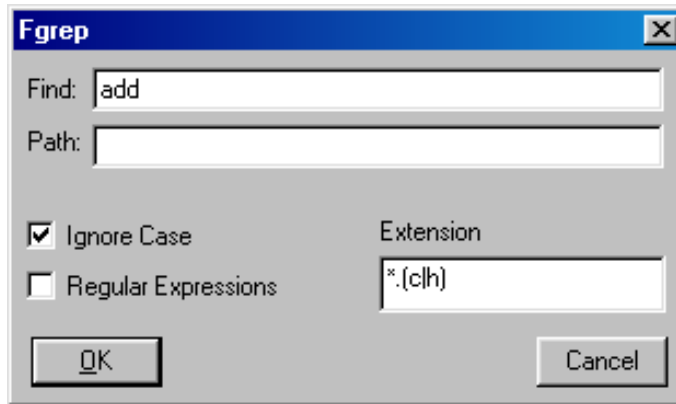 Fgrep
Find: add
Path:
Ignore Case
Extension
Regular Expressions
*.(c|h)
OK
Cancel